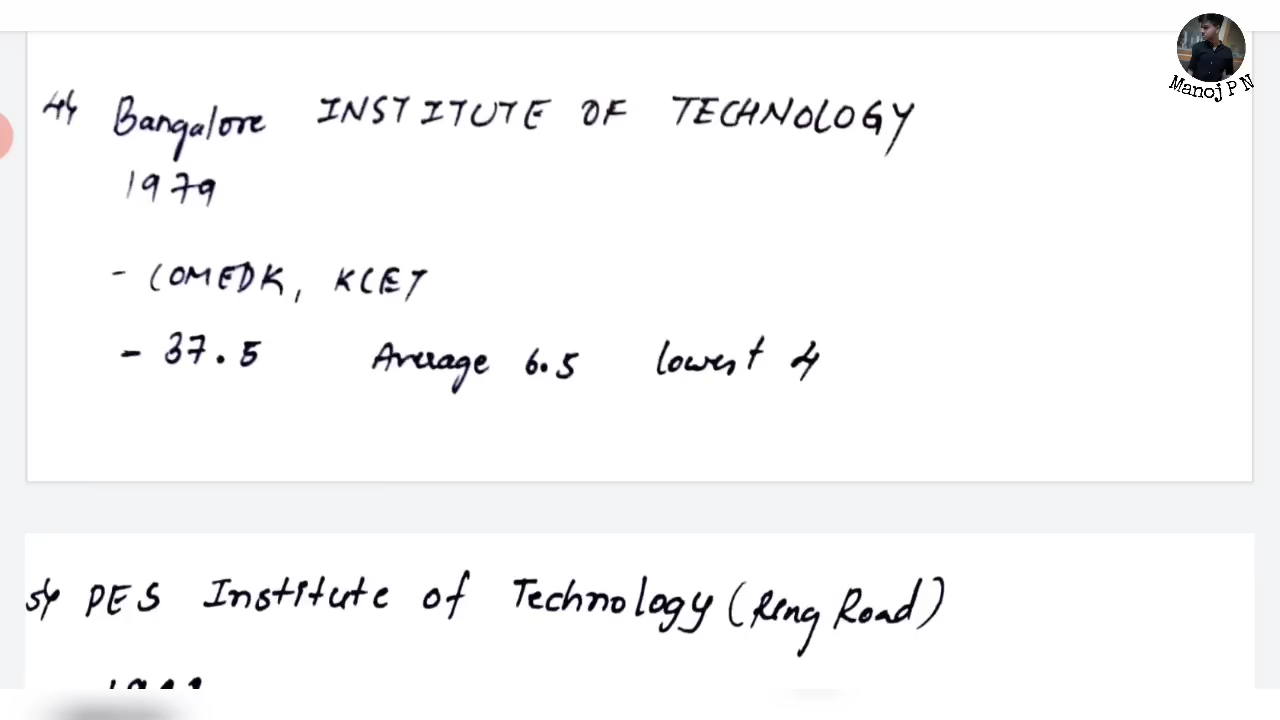 Manoj P N
4) Bangalore INSTITUTE OF TECHNOLOGY
1979
- COMEDK, KCET
- 37.5 Average 6.5 lowest 4
5) PES Institute of Technology (Ring Road)